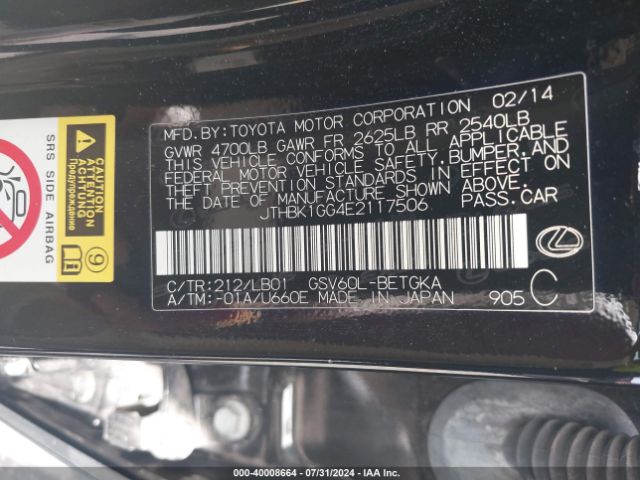 SRS SIDE AIRBAG
ATTENTION
ACHTUNG
Предупреждение
9
MFD. BY: TOYOTA MOTOR CORPORATION 02/14
GVWR 4700LB GAWR FR 2625LB RR 2540LB
THIS VEHICLE CONFORMS TO ALL APPLICABLE
FEDERAL MOTOR VEHICLE SAFETY, BUMPER, AND
THEFT PREVENTION STANDARDS IN EFFECT ON
THE DATE OF MANUFACTURE SHOWN ABOVE.
JTHBK1GG4E2117506 PASS. CAR
C/TR: 212/LB01 GSV60L-BETGKA
A/TM: -01A/U660E MADE IN JAPAN 905 C
000-40008664 / 07/31/2024 - IAA Inc.